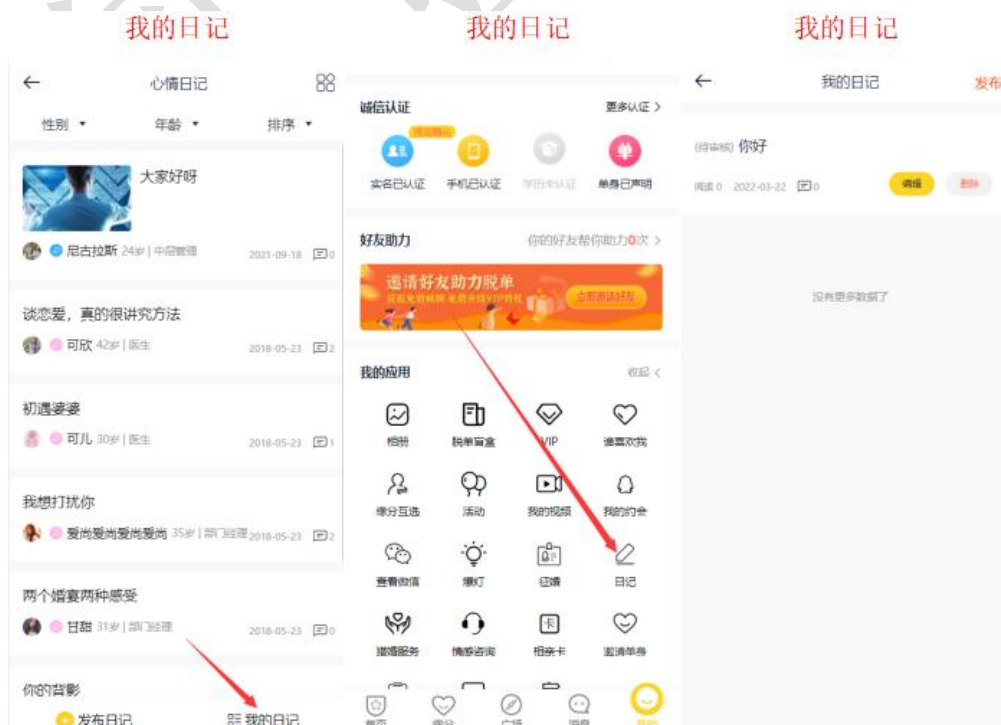 我的日记
心情日记
性别
年龄
排序
大家好呀
尼古拉斯 24岁 | 中层管理
2021-09-18 0
谈恋爱，真的很讲究方法
可欣 42岁 | 医生
2018-05-23 2
初遇婆婆
可儿 30岁 | 医生
2018-05-23 1
我想打扰你
爱尚爱尚爱尚爱尚 35岁 | 部门经理 2018-05-23 2
两个婚宴两种感受
甘甜 31岁 | 部门经理
2018-05-23 0
你的背影
发布日记
我的日记
我的日记
诚信认证
更多认证 >
实名已认证
手机已认证
学历未认证
单身已声明
好友助力
你的好友帮你助力0次 >
邀请好友助力脱单
立即邀请好友
我的应用
收起 <
相册
脱单盲盒
VIP
谁喜欢我
缘分互选
活动
我的视频
我的约会
查看微信
爆灯
征婚
日记
猎婚服务
情感咨询
相亲卡
邀请单身
首页
缘分
广场
消息
我的
我的日记
我的日记
发布
(待审核) 你好
阅读 0 2022-03-22 0
编辑
删除
没有更多数据了